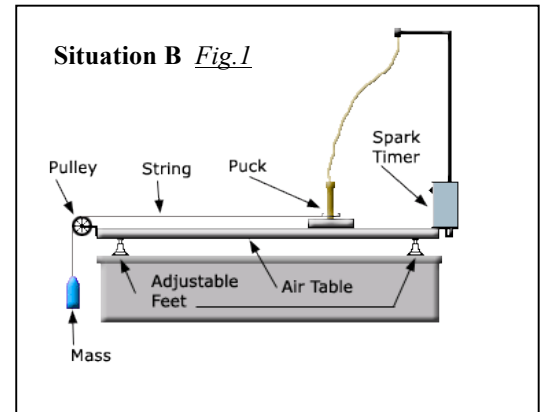 Situation B Fig.1
Spark
Timer
Pulley String Puck
Adjustable
Feet
Air Table
Mass